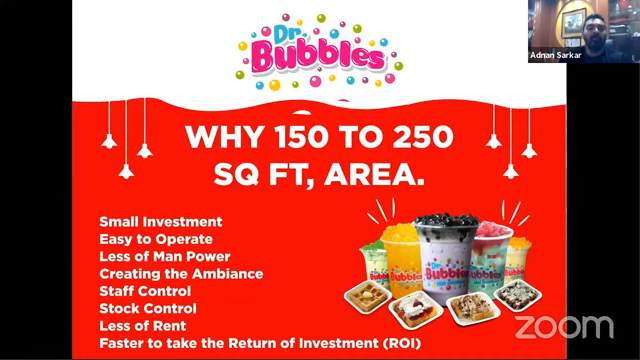 Dr.
Bubbles
Adnan Sarkar
WHY 150 TO 250
SQ FT, AREA.
Small Investment
Easy to Operate
Less of Man Power
Creating the Ambiance
Staff Control
Stock Control
Less of Rent
Faster to take the Return of Investment (ROI)
Dr.
Bubbles
zoom